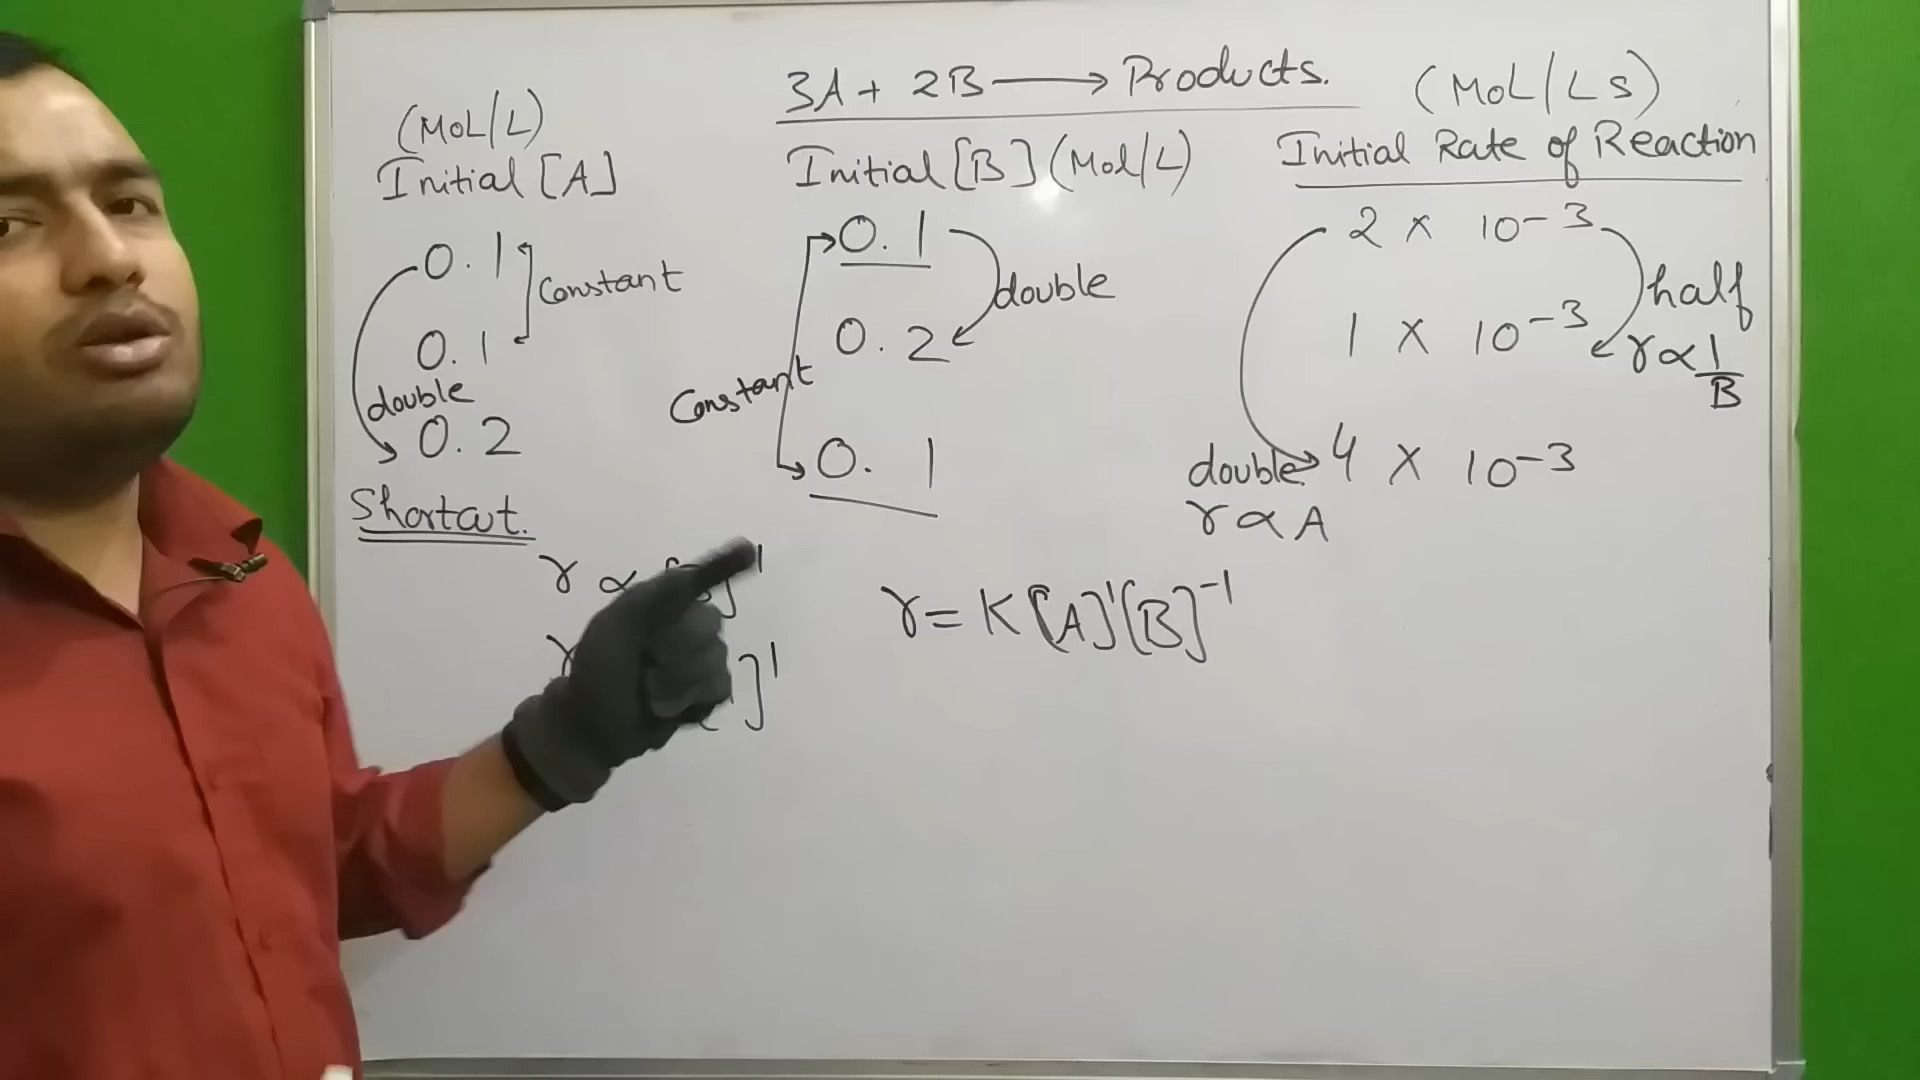 3A + 2B ⟶ Products.
(MoL/L)
Initial [A]
Initial [B] (Mol/L)
(MoL/LS)
Initial Rate of Reaction
0.1
Constant
0.1
double
2 × 10⁻³
half
0.1
0.2
1 × 10⁻³
r ∝ 1/B
double
0.2
Constant
0.1
double
4 × 10⁻³
r ∝ A
Shortcut.
r ∝
r = K[A]¹[B]⁻¹